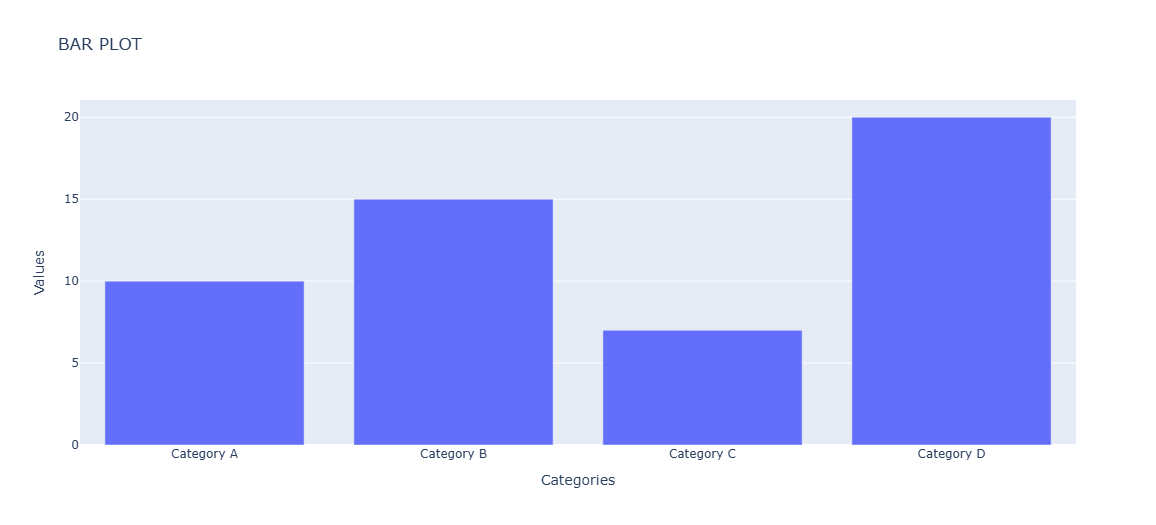 BAR PLOT
20
15
10
5
0
Values
Category A
Category B
Category C
Category D
Categories